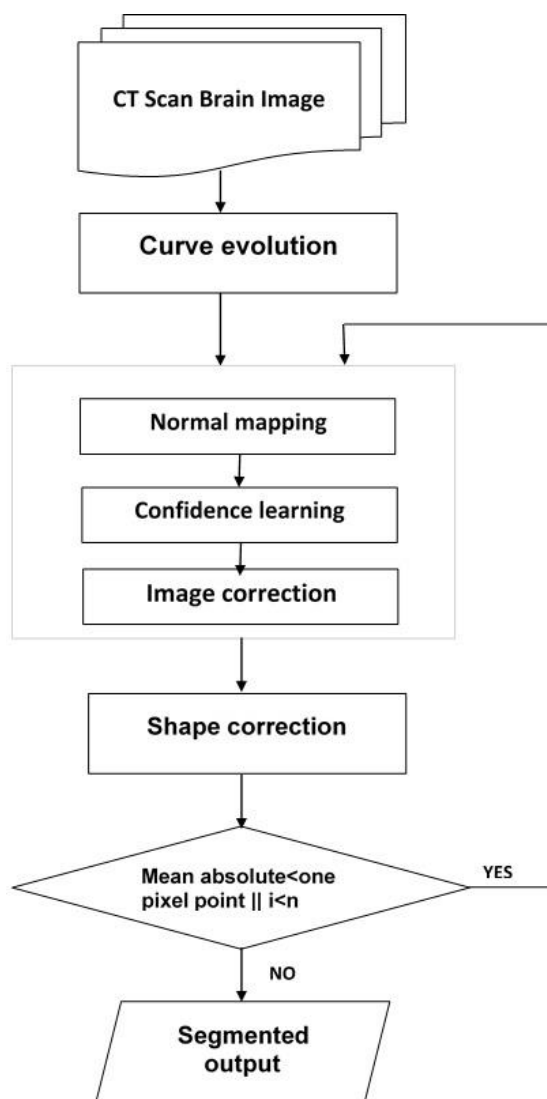 CT Scan Brain Image
Curve evolution
Normal mapping
Confidence learning
Image correction
Shape correction
Mean absolute<one
pixel point || i<n
YES
NO
Segmented
output